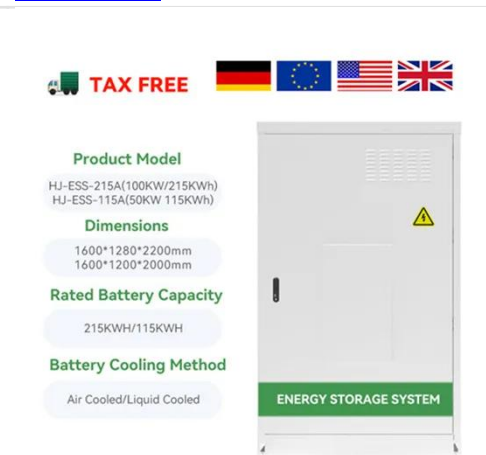 TAX FREE
Product Model
HJ-ESS-215A(100KW/215KWh)
HJ-ESS-115A(50KW 115KWh)
Dimensions
1600*1280*2200mm
1600*1200*2000mm
Rated Battery Capacity
215KWH/115KWH
Battery Cooling Method
Air Cooled/Liquid Cooled
ENERGY STORAGE SYSTEM